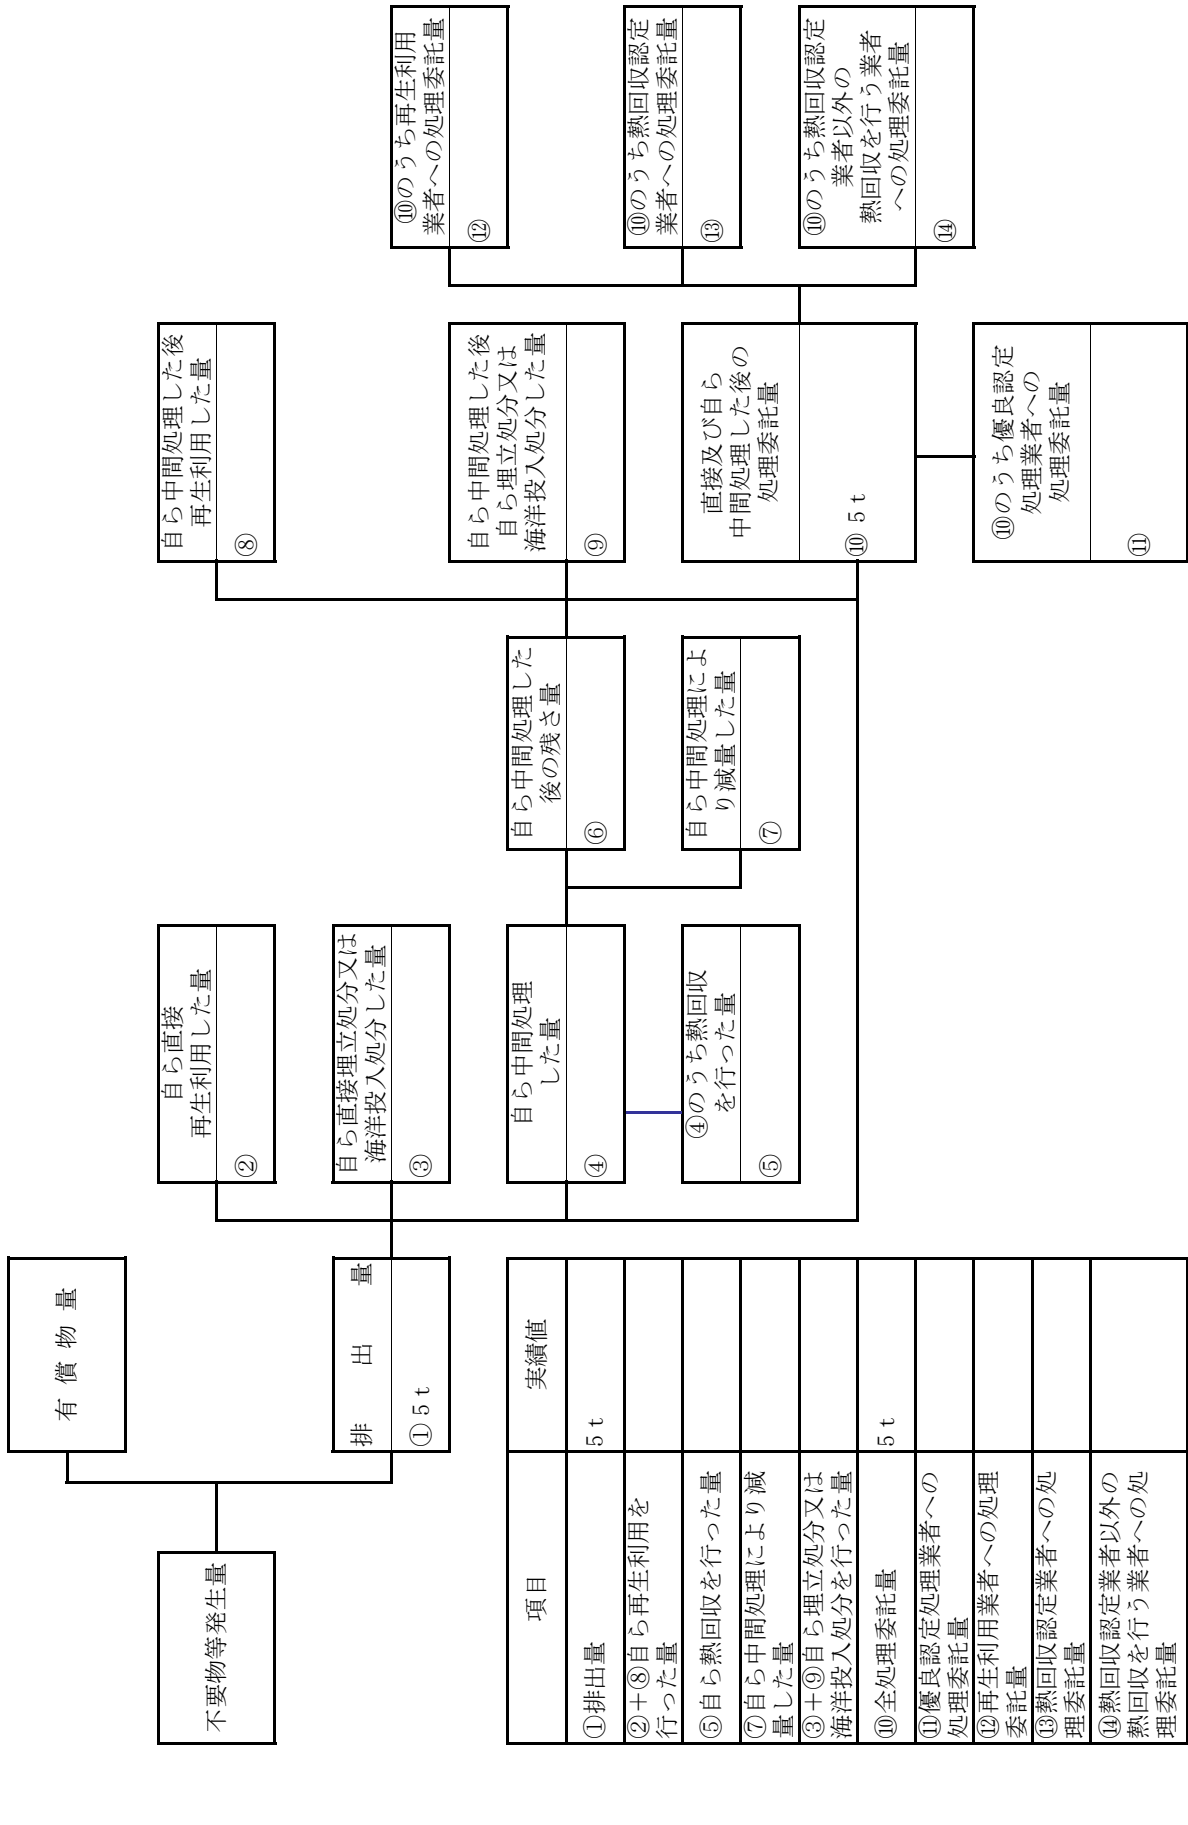 有償物量
不要物等発生量
排出量
①5t
自ら直接
再生利用した量
②
自ら直接埋立処分又は
海洋投入処分した量
③
自ら中間処理
した量
④
④のうち熱回収
を行った量
⑤
自ら中間処理した
後の残さ量
⑥
自ら中間処理によ
り減量した量
⑦
自ら中間処理した後
再生利用した量
⑧
自ら中間処理した後
自ら埋立処分又は
海洋投入処分した量
⑨
直接及び自ら
中間処理した後の
処理委託量
⑩5t
⑩のうち優良認定
処理業者への
処理委託量
⑪
⑩のうち再生利用
業者への処理委託量
⑫
⑩のうち熱回収認定
業者への処理委託量
⑬
⑩のうち熱回収認定
業者以外の
熱回収を行う業者
への処理委託量
⑭
項目 実績値
①排出量 5t
②+⑧自ら再生利用を
行った量
⑤自ら熱回収を行った量
⑦自ら中間処理により減
量した量
③+⑨自ら埋立処分又は
海洋投入処分を行った量
⑩全処理委託量 5t
⑪優良認定処理業者への
処理委託量
⑫再生利用業者への処理
委託量
⑬熱回収認定業者への処
理委託量
⑭熱回収認定業者以外の
熱回収を行う業者への処
理委託量